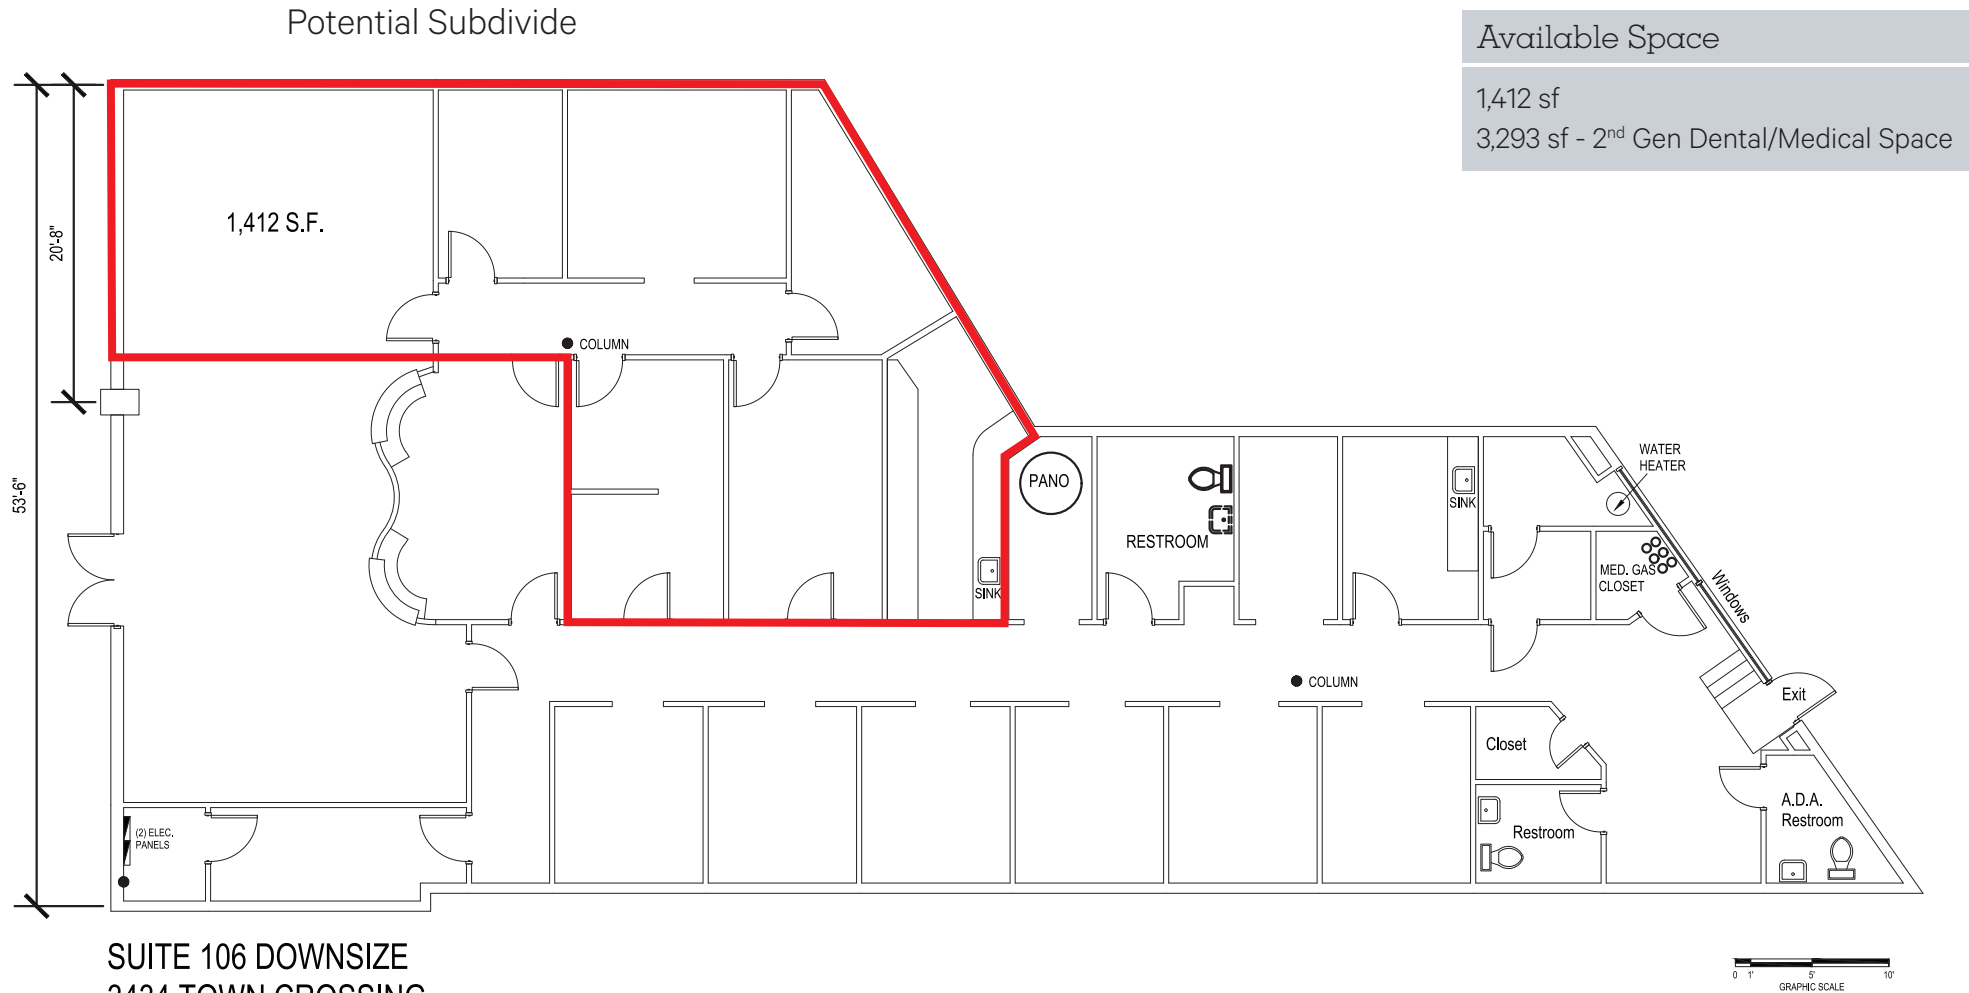 Potential Subdivide
Available Space
1,412 sf
3,293 sf - 2nd Gen Dental/Medical Space
20'-8"
53'-6"
1,412 S.F.
COLUMN
PANO
RESTROOM
SINK
SINK
WATER
HEATER
MED. GAS
CLOSET
Windows
COLUMN
Exit
Closet
Restroom
A.D.A.
Restroom
(2) ELEC.
PANELS
SUITE 106 DOWNSIZE
TOWN CROSSING
0 1' 5' 10'
GRAPHIC SCALE